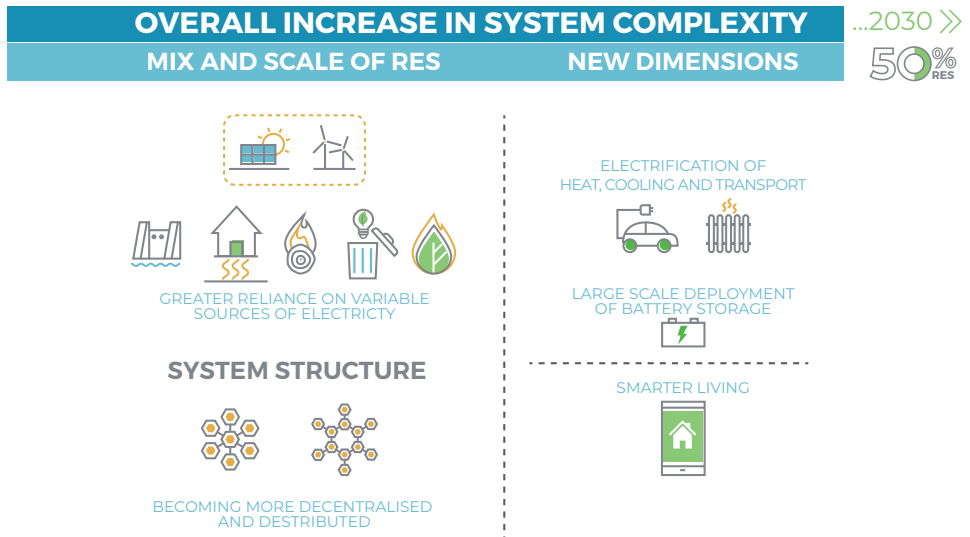 OVERALL INCREASE IN SYSTEM COMPLEXITY
...2030
50% RES
MIX AND SCALE OF RES
NEW DIMENSIONS
GREATER RELIANCE ON VARIABLE
SOURCES OF ELECTRICTY
SYSTEM STRUCTURE
BECOMING MORE DECENTRALISED
AND DESTRIBUTED
ELECTRIFICATION OF
HEAT, COOLING AND TRANSPORT
LARGE SCALE DEPLOYMENT
OF BATTERY STORAGE
SMARTER LIVING